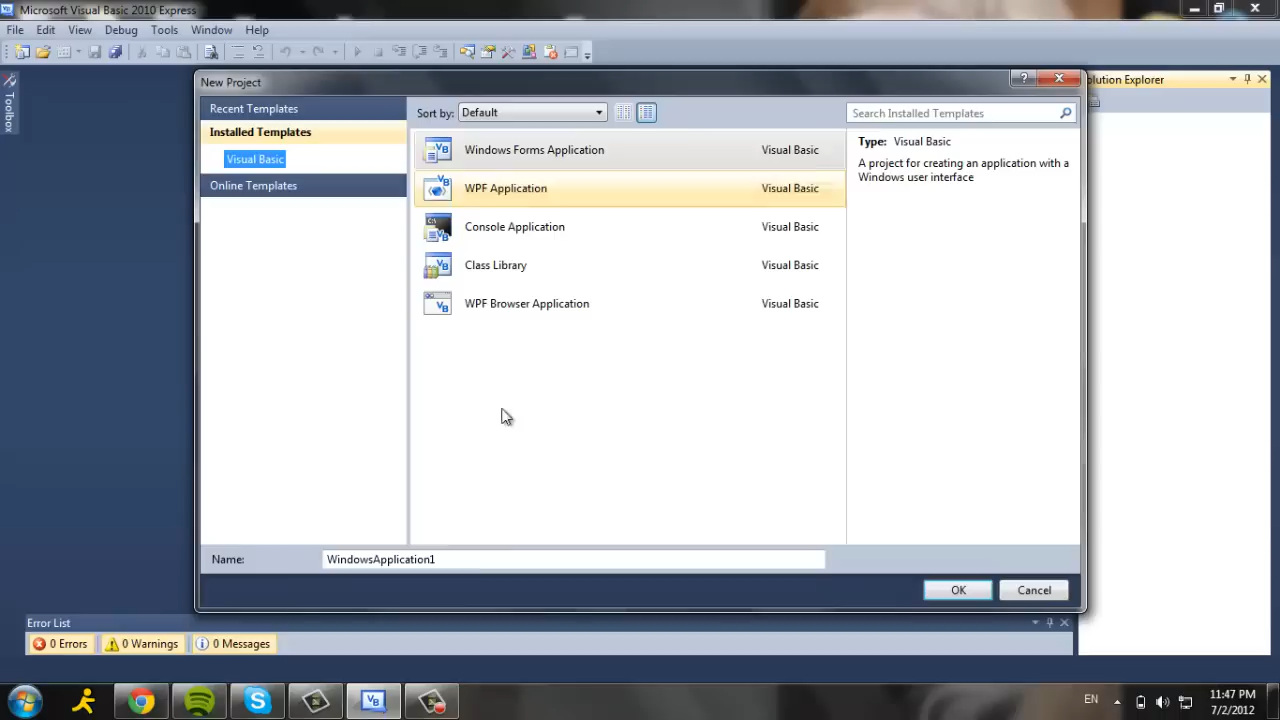 Microsoft Visual Basic 2010 Express
File Edit View Debug Tools Window Help
Toolbox
New Project
olution Explorer
Recent Templates
Installed Templates
Visual Basic
Online Templates
Sort by: Default
Search Installed Templates
Windows Forms Application Visual Basic
WPF Application Visual Basic
Console Application Visual Basic
Class Library Visual Basic
WPF Browser Application Visual Basic
Type: Visual Basic
A project for creating an application with a
Windows user interface
Name: WindowsApplication1
OK Cancel
Error List
0 Errors 0 Warnings 0 Messages
EN
11:47 PM
7/2/2012